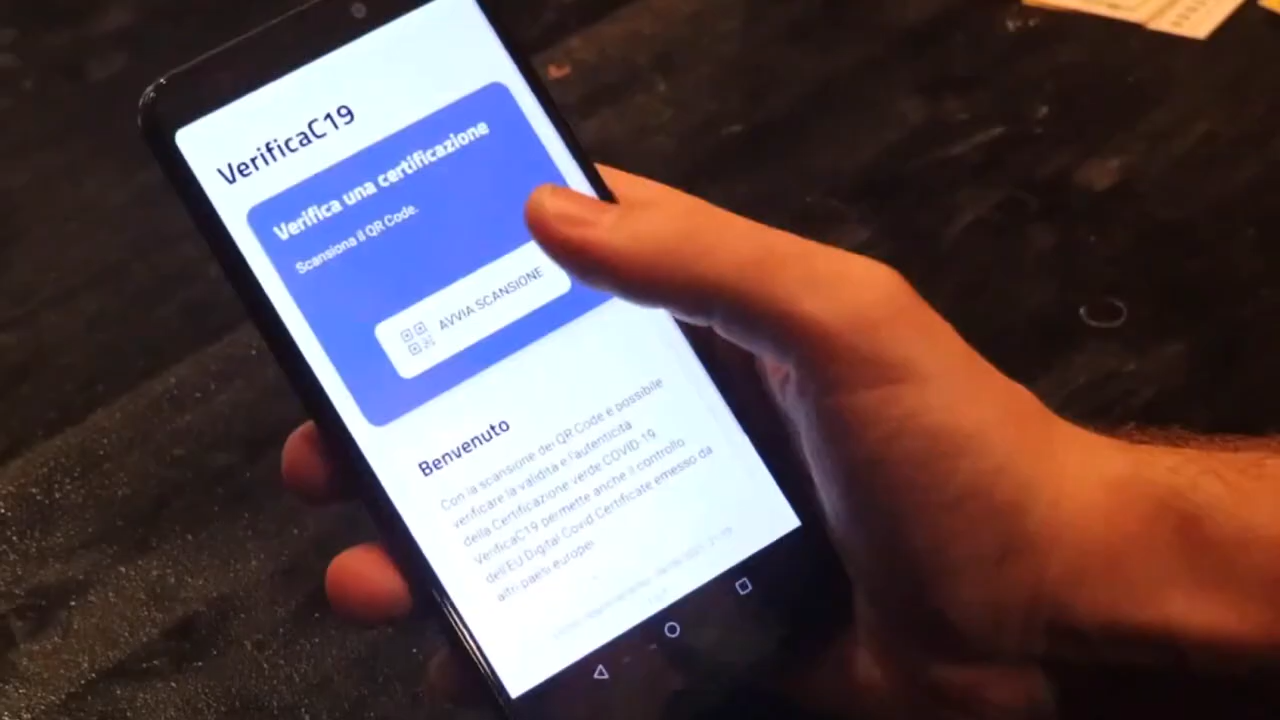 VerificaC19
Verifica una certificazione
Scansiona il QR Code.
AVVIA SCANSIONE
Benvenuto
Con la scansione dei QR Code è possibile
verificare la validità e l'autenticità
della Certificazione verde COVID-19.
VerificaC19 permette anche il controllo
dell'EU Digital Covid Certificate emesso da
altri paesi europei